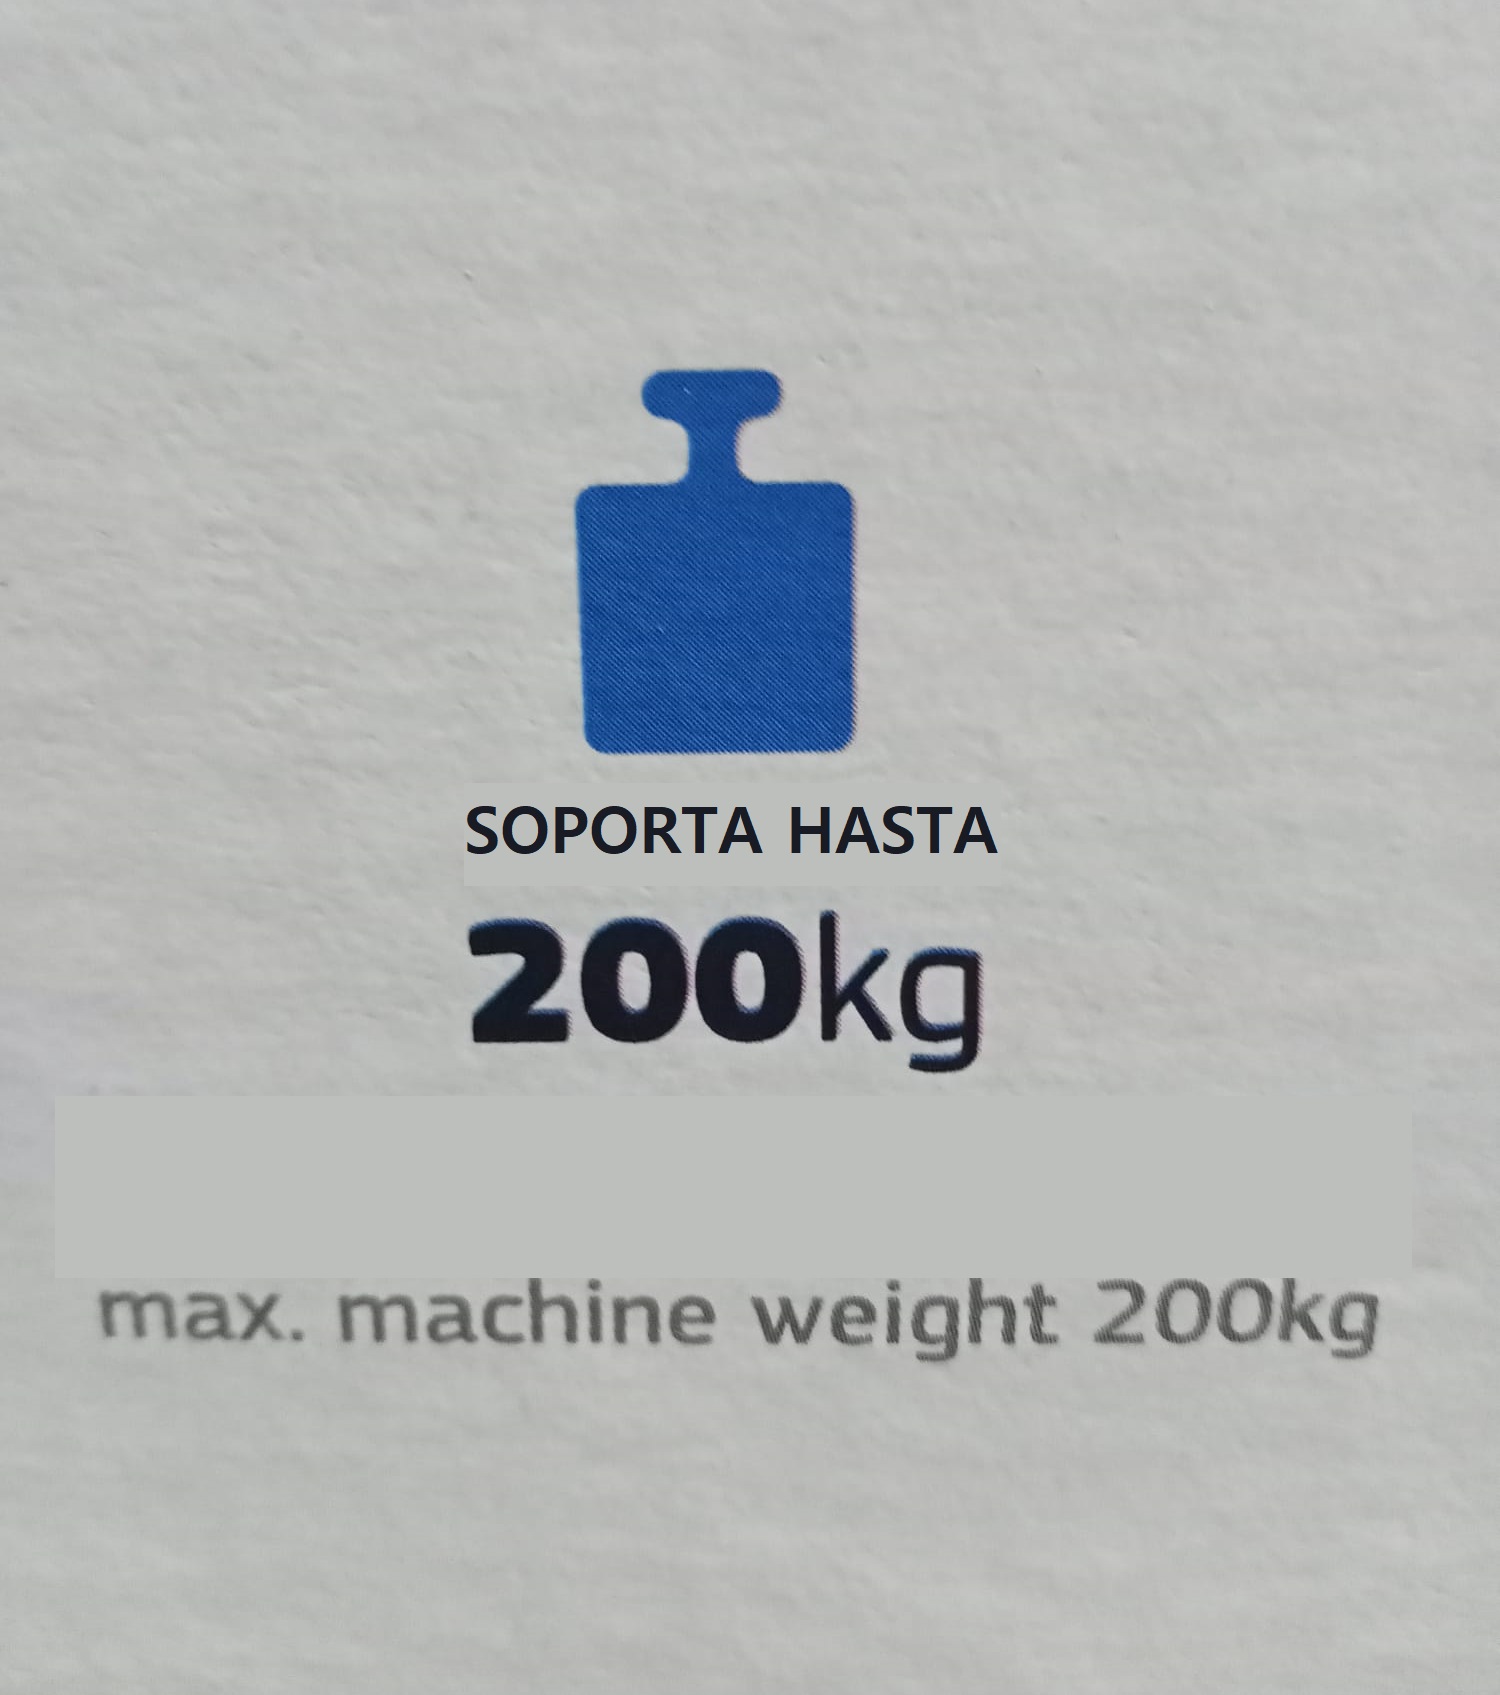 SOPORTA HASTA
200kg
max. machine weight 200kg